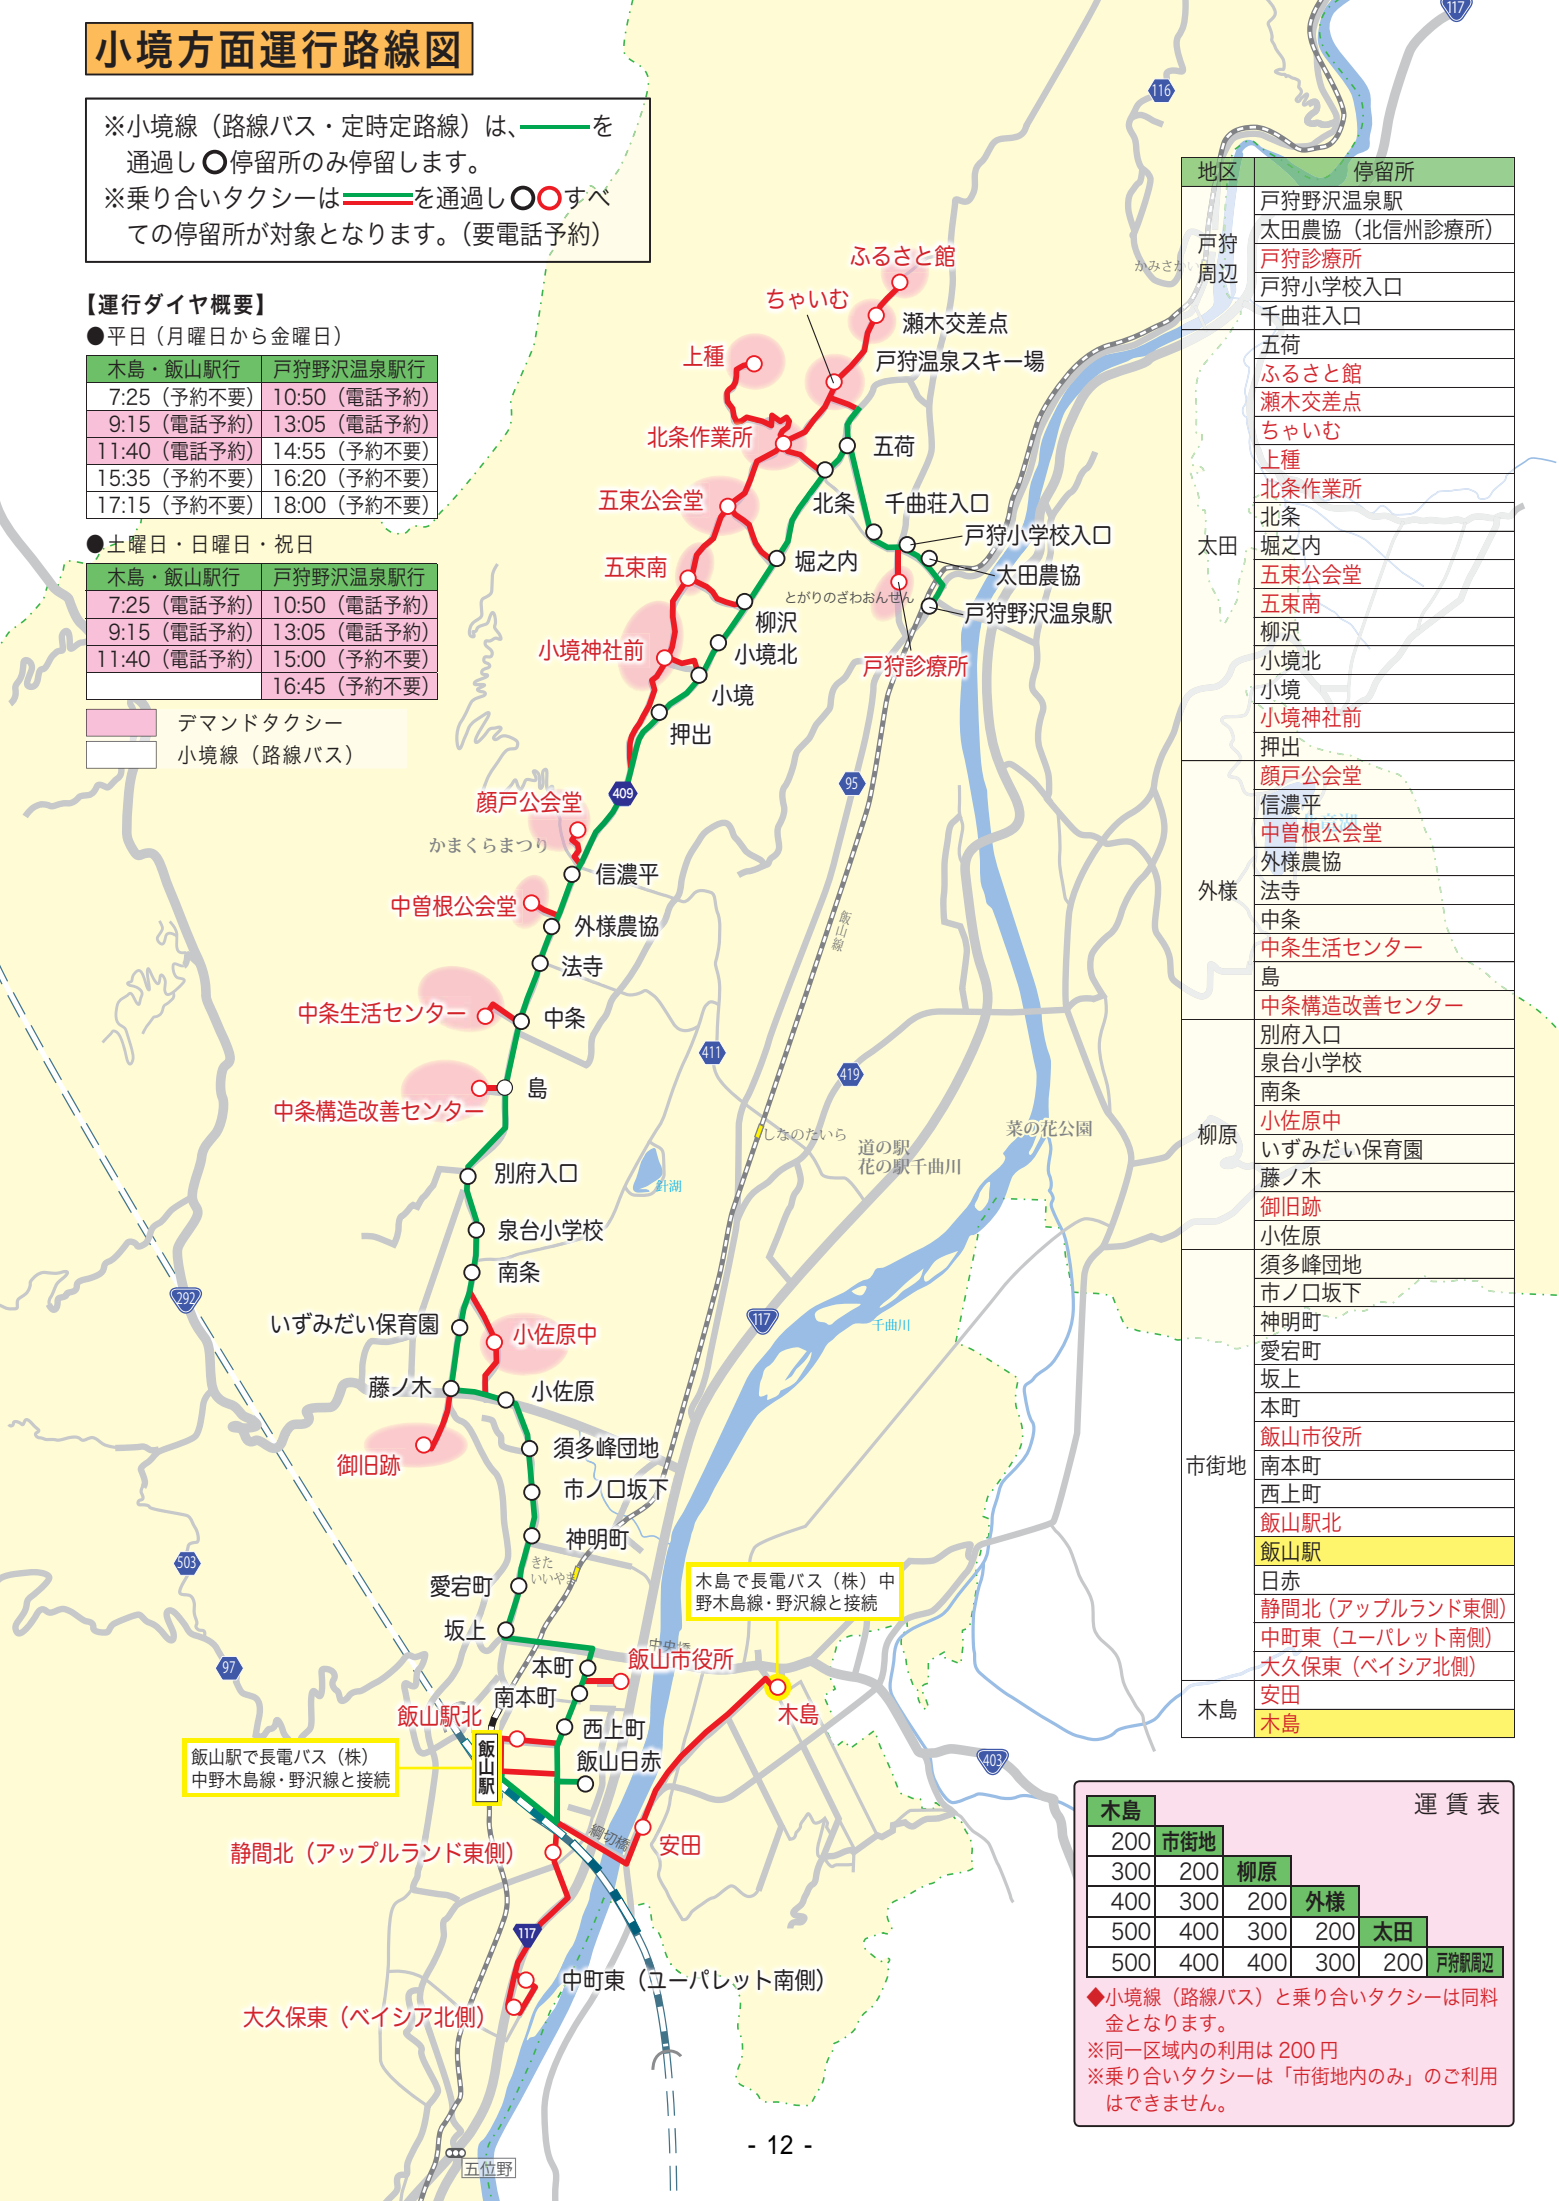 小境方面運行路線図
※小境線（路線バス・定時定路線）は、を
通過し停留所のみ停留します。
※乗り合いタクシーはを通過しすべ
ての停留所が対象となります。（要電話予約）
【運行ダイヤ概要】
●平日（月曜日から金曜日）
木島・飯山駅行 戸狩野沢温泉駅行
7:25（予約不要） 10:50（電話予約）
9:15（電話予約） 13:05（電話予約）
11:40（電話予約） 14:55（予約不要）
15:35（予約不要） 16:20（予約不要）
17:15（予約不要） 18:00（予約不要）
●土曜日・日曜日・祝日
木島・飯山駅行 戸狩野沢温泉駅行
7:25（電話予約） 10:50（電話予約）
9:15（電話予約） 13:05（電話予約）
11:40（電話予約） 15:00（予約不要）
16:45（予約不要）
デマンドタクシー
小境線（路線バス）
117
116
ふるさと館
ちゃいむ
瀬木交差点
上種
戸狩温泉スキー場
北条作業所
五荷
五束公会堂
北条
千曲荘入口
戸狩小学校入口
五束南
堀之内
太田農協
とがりのざわおんせん
戸狩野沢温泉駅
柳沢
小境神社前
小境北
戸狩診療所
小境
押出
95
409
顔戸公会堂
かまくらまつり
信濃平
中曽根公会堂
外様農協
飯山線
法寺
中条生活センター
中条
411
419
島
中条構造改善センター
しなのたいら
道の駅
花の駅千曲川
菜の花公園
別府入口
針湖
泉台小学校
南条
292
117
千曲川
いずみだい保育園
小佐原中
藤ノ木
小佐原
御旧跡
須多峰団地
市ノ口坂下
神明町
503
きた
いいやま
愛宕町
木島で長電バス（株）中
野木島線・野沢線と接続
坂上
中央橋
飯山市役所
97
本町
南本町
木島
飯山駅北
西上町
飯山駅
飯山駅で長電バス（株）
中野木島線・野沢線と接続
飯山日赤
403
綱切橋
安田
静間北（アップルランド東側）
117
中町東（ユーパレット南側）
大久保東（ベイシア北側）
五位野
地区 停留所
戸狩周辺
戸狩野沢温泉駅
太田農協（北信州診療所）
戸狩診療所
戸狩小学校入口
千曲荘入口
太田
五荷
ふるさと館
瀬木交差点
ちゃいむ
上種
北条作業所
北条
堀之内
五束公会堂
五束南
柳沢
小境北
小境
小境神社前
押出
外様
顔戸公会堂
信濃平
中曽根公会堂
外様農協
法寺
中条
中条生活センター
島
中条構造改善センター
柳原
別府入口
泉台小学校
南条
小佐原中
いずみだい保育園
藤ノ木
御旧跡
小佐原
市街地
須多峰団地
市ノ口坂下
神明町
愛宕町
坂上
本町
飯山市役所
南本町
西上町
飯山駅北
飯山駅
日赤
静間北（アップルランド東側）
中町東（ユーパレット南側）
大久保東（ベイシア北側）
木島
安田
木島
運賃表
木島
200 市街地
300 200 柳原
400 300 200 外様
500 400 300 200 太田
500 400 400 300 200 戸狩駅周辺
◆小境線（路線バス）と乗り合いタクシーは同料
金となります。
※同一区域内の利用は 200 円
※乗り合いタクシーは「市街地内のみ」のご利用
はできません。
- 12 -